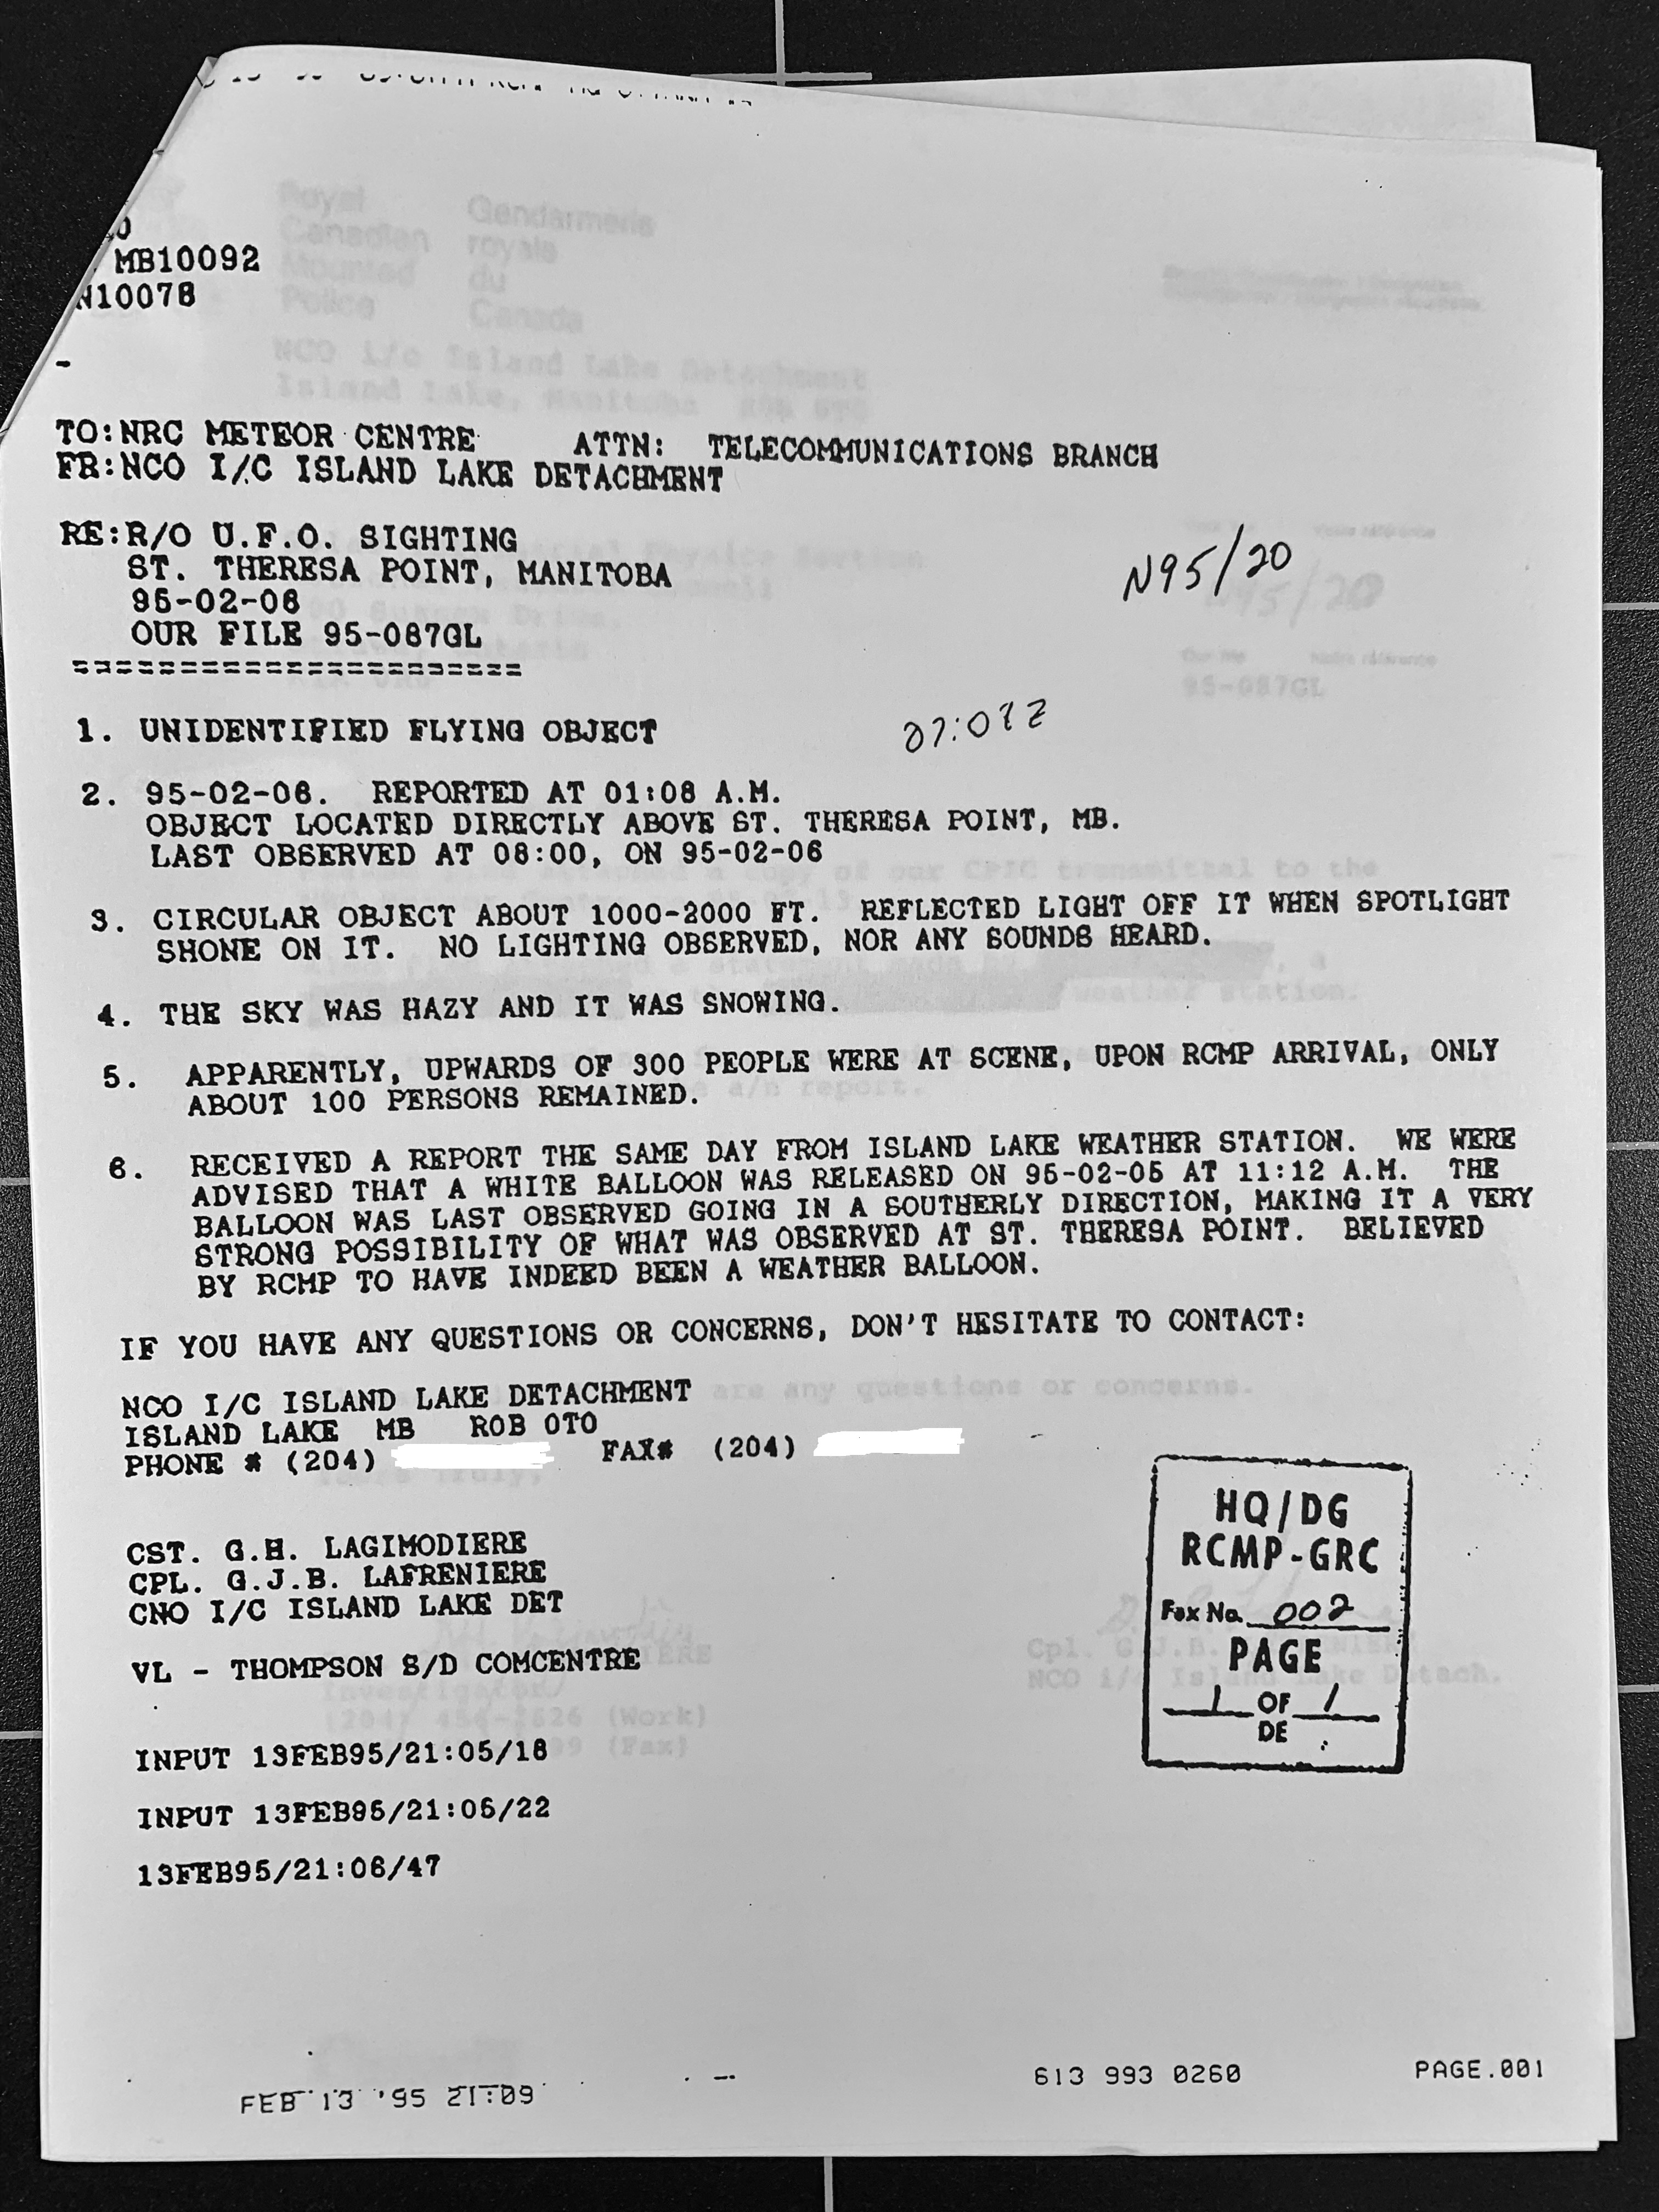 MB10092
N10078
-
TO:NRC METEOR CENTRE ATTN: TELECOMMUNICATIONS BRANCH
FR:NCO I/C ISLAND LAKE DETACHMENT
RE:R/O U.F.O. SIGHTING
ST. THERESA POINT, MANITOBA
N95/20
95-02-06
OUR FILE 95-087GL
=======================
1. UNIDENTIFIED FLYING OBJECT
2. 95-02-06. REPORTED AT 01:08 A.M.
OBJECT LOCATED DIRECTLY ABOVE ST. THERESA POINT, MB.
LAST OBSERVED AT 08:00, ON 95-02-06
3. CIRCULAR OBJECT ABOUT 1000-2000 FT. REFLECTED LIGHT OFF IT WHEN SPOTLIGHT
SHONE ON IT. NO LIGHTING OBSERVED, NOR ANY SOUNDS HEARD.
4. THE SKY WAS HAZY AND IT WAS SNOWING.
5. APPARENTLY, UPWARDS OF 300 PEOPLE WERE AT SCENE, UPON RCMP ARRIVAL, ONLY
ABOUT 100 PERSONS REMAINED.
6. RECEIVED A REPORT THE SAME DAY FROM ISLAND LAKE WEATHER STATION. WE WERE
ADVISED THAT A WHITE BALLOON WAS RELEASED ON 95-02-05 AT 11:12 A.M. THE
BALLOON WAS LAST OBSERVED GOING IN A SOUTHERLY DIRECTION, MAKING IT A VERY
STRONG POSSIBILITY OF WHAT WAS OBSERVED AT ST. THERESA POINT. BELIEVED
BY RCMP TO HAVE INDEED BEEN A WEATHER BALLOON.
IF YOU HAVE ANY QUESTIONS OR CONCERNS, DON'T HESITATE TO CONTACT:
NCO I/C ISLAND LAKE DETACHMENT
ISLAND LAKE MB R0B 0T0
PHONE # (204) FAX# (204)
CST. G.H. LAGIMODIERE
CPL. G.J.B. LAFRENIERE
CNO I/C ISLAND LAKE DET
VL - THOMPSON S/D COMCENTRE
INPUT 13FEB95/21:05/18
INPUT 13FEB95/21:05/22
13FEB95/21:06/47
HQ/DG
RCMP-GRC
Fax No. 002
PAGE
1 OF 1
DE
FEB 13 '95 21:09
613 993 0260
PAGE.001